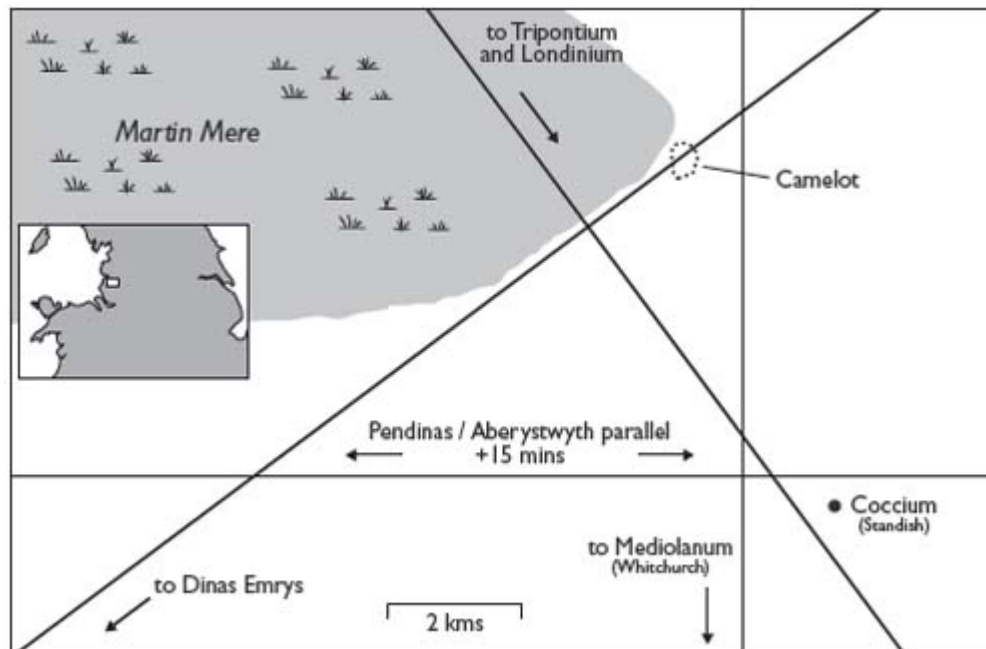 to Tripontium
and Londinium
Martin Mere
Camelot
Pendinas / Aberystwyth parallel
+15 mins
Coccium
(Standish)
to Mediolanum
(Whitchurch)
to Dinas Emrys
2 kms